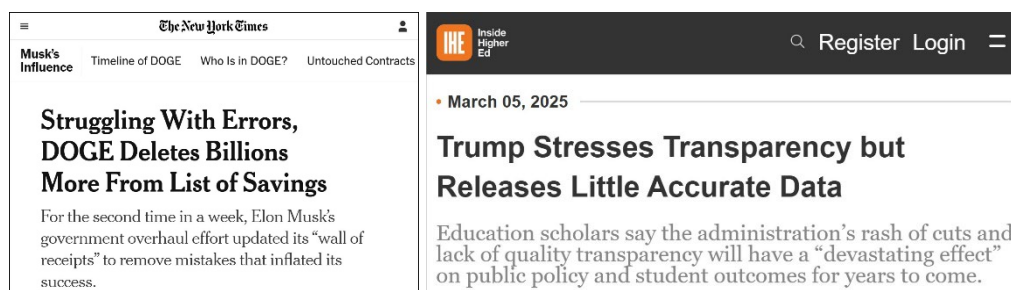 The New York Times
Musk's
Influence
Timeline of DOGE
Who Is in DOGE?
Untouched Contracts
Struggling With Errors,
DOGE Deletes Billions
More From List of Savings
For the second time in a week, Elon Musk's
government overhaul effort updated its “wall of
receipts” to remove mistakes that inflated its
success.
IHE
Inside
Higher
Ed
Register Login
• March 05, 2025
Trump Stresses Transparency but
Releases Little Accurate Data
Education scholars say the administration's rash of cuts and
lack of quality transparency will have a “devastating effect”
on public policy and student outcomes for years to come.